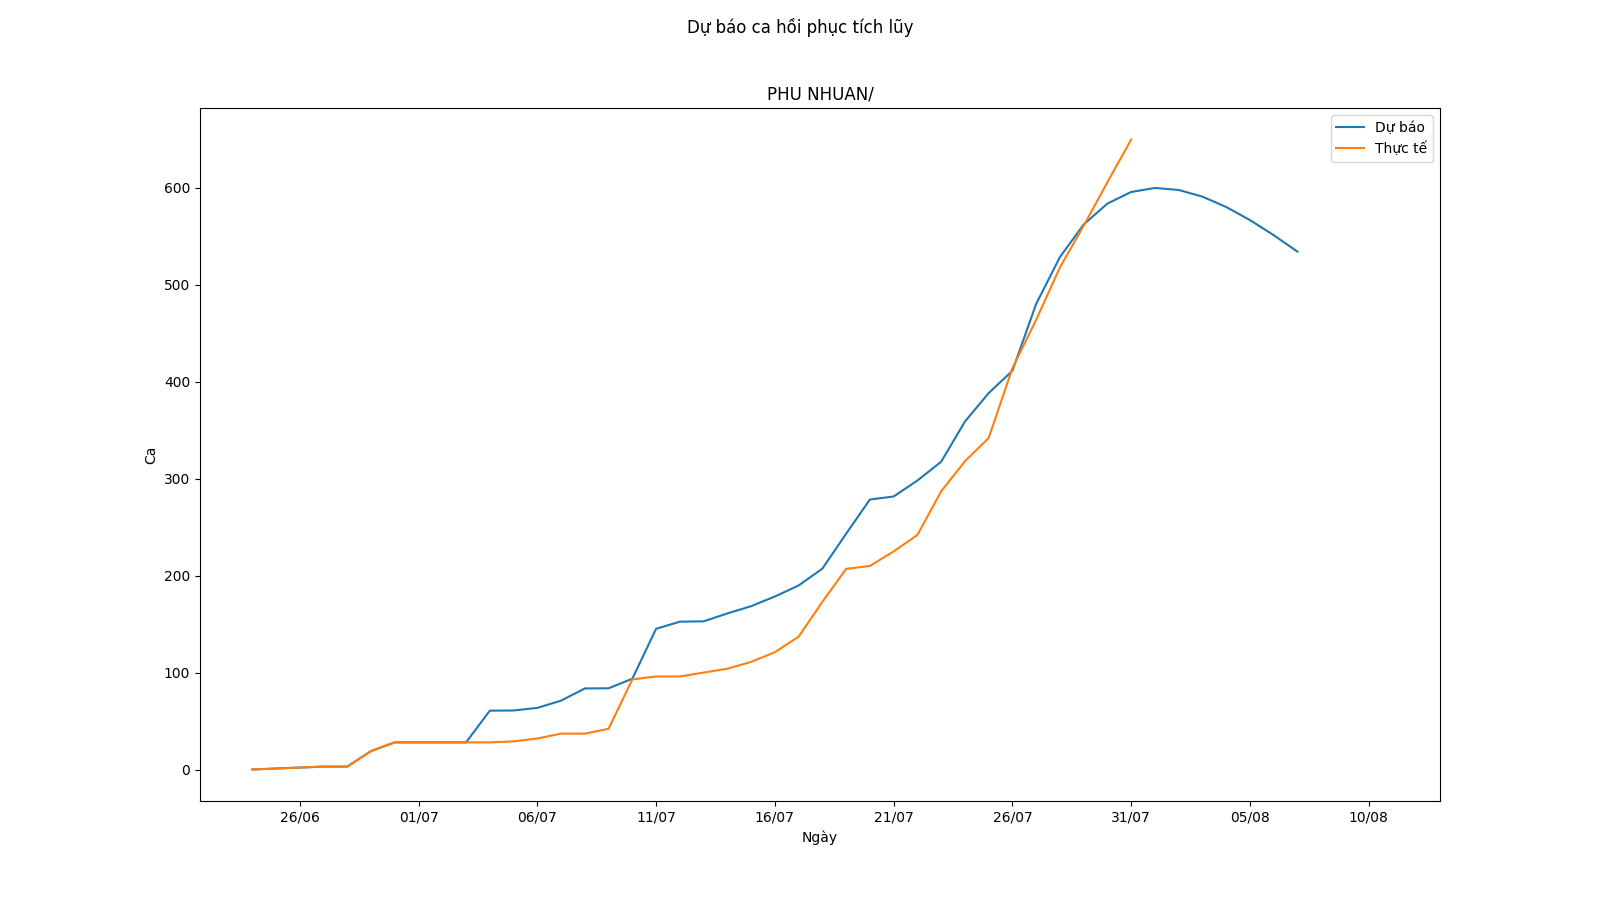 Dự báo ca hồi phục tích lũy
PHU NHUAN/
Dự báo
Thực tế
600
500
400
300
200
100
0
Ca
26/06 01/07 06/07 11/07 16/07 21/07 26/07 31/07 05/08 10/08
Ngày